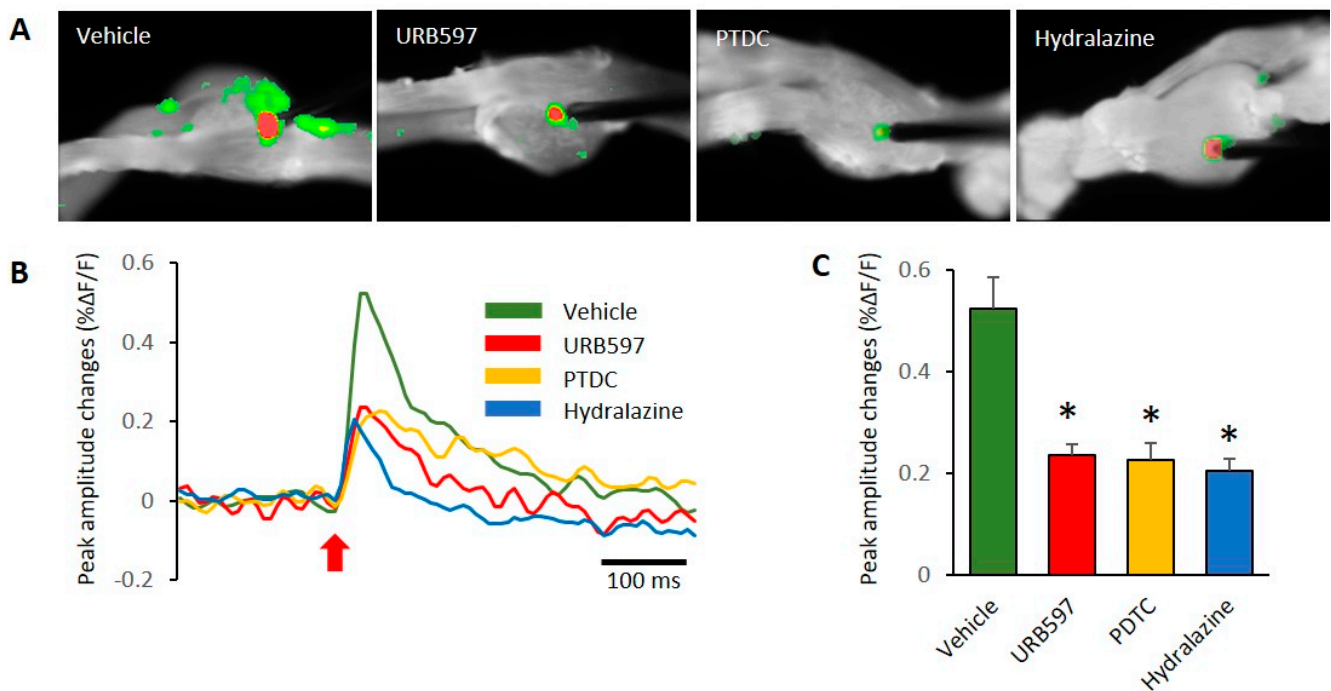 A
Vehicle
URB597
PTDC
Hydralazine
B
Peak amplitude changes (%ΔF/F)
0.6
0.4
0.2
0
-0.2
Vehicle
URB597
PTDC
Hydralazine
100 ms
C
Peak amplitude changes (%ΔF/F)
0.6
0.4
0.2
0
*
*
*
Vehicle
URB597
PDTC
Hydralazine